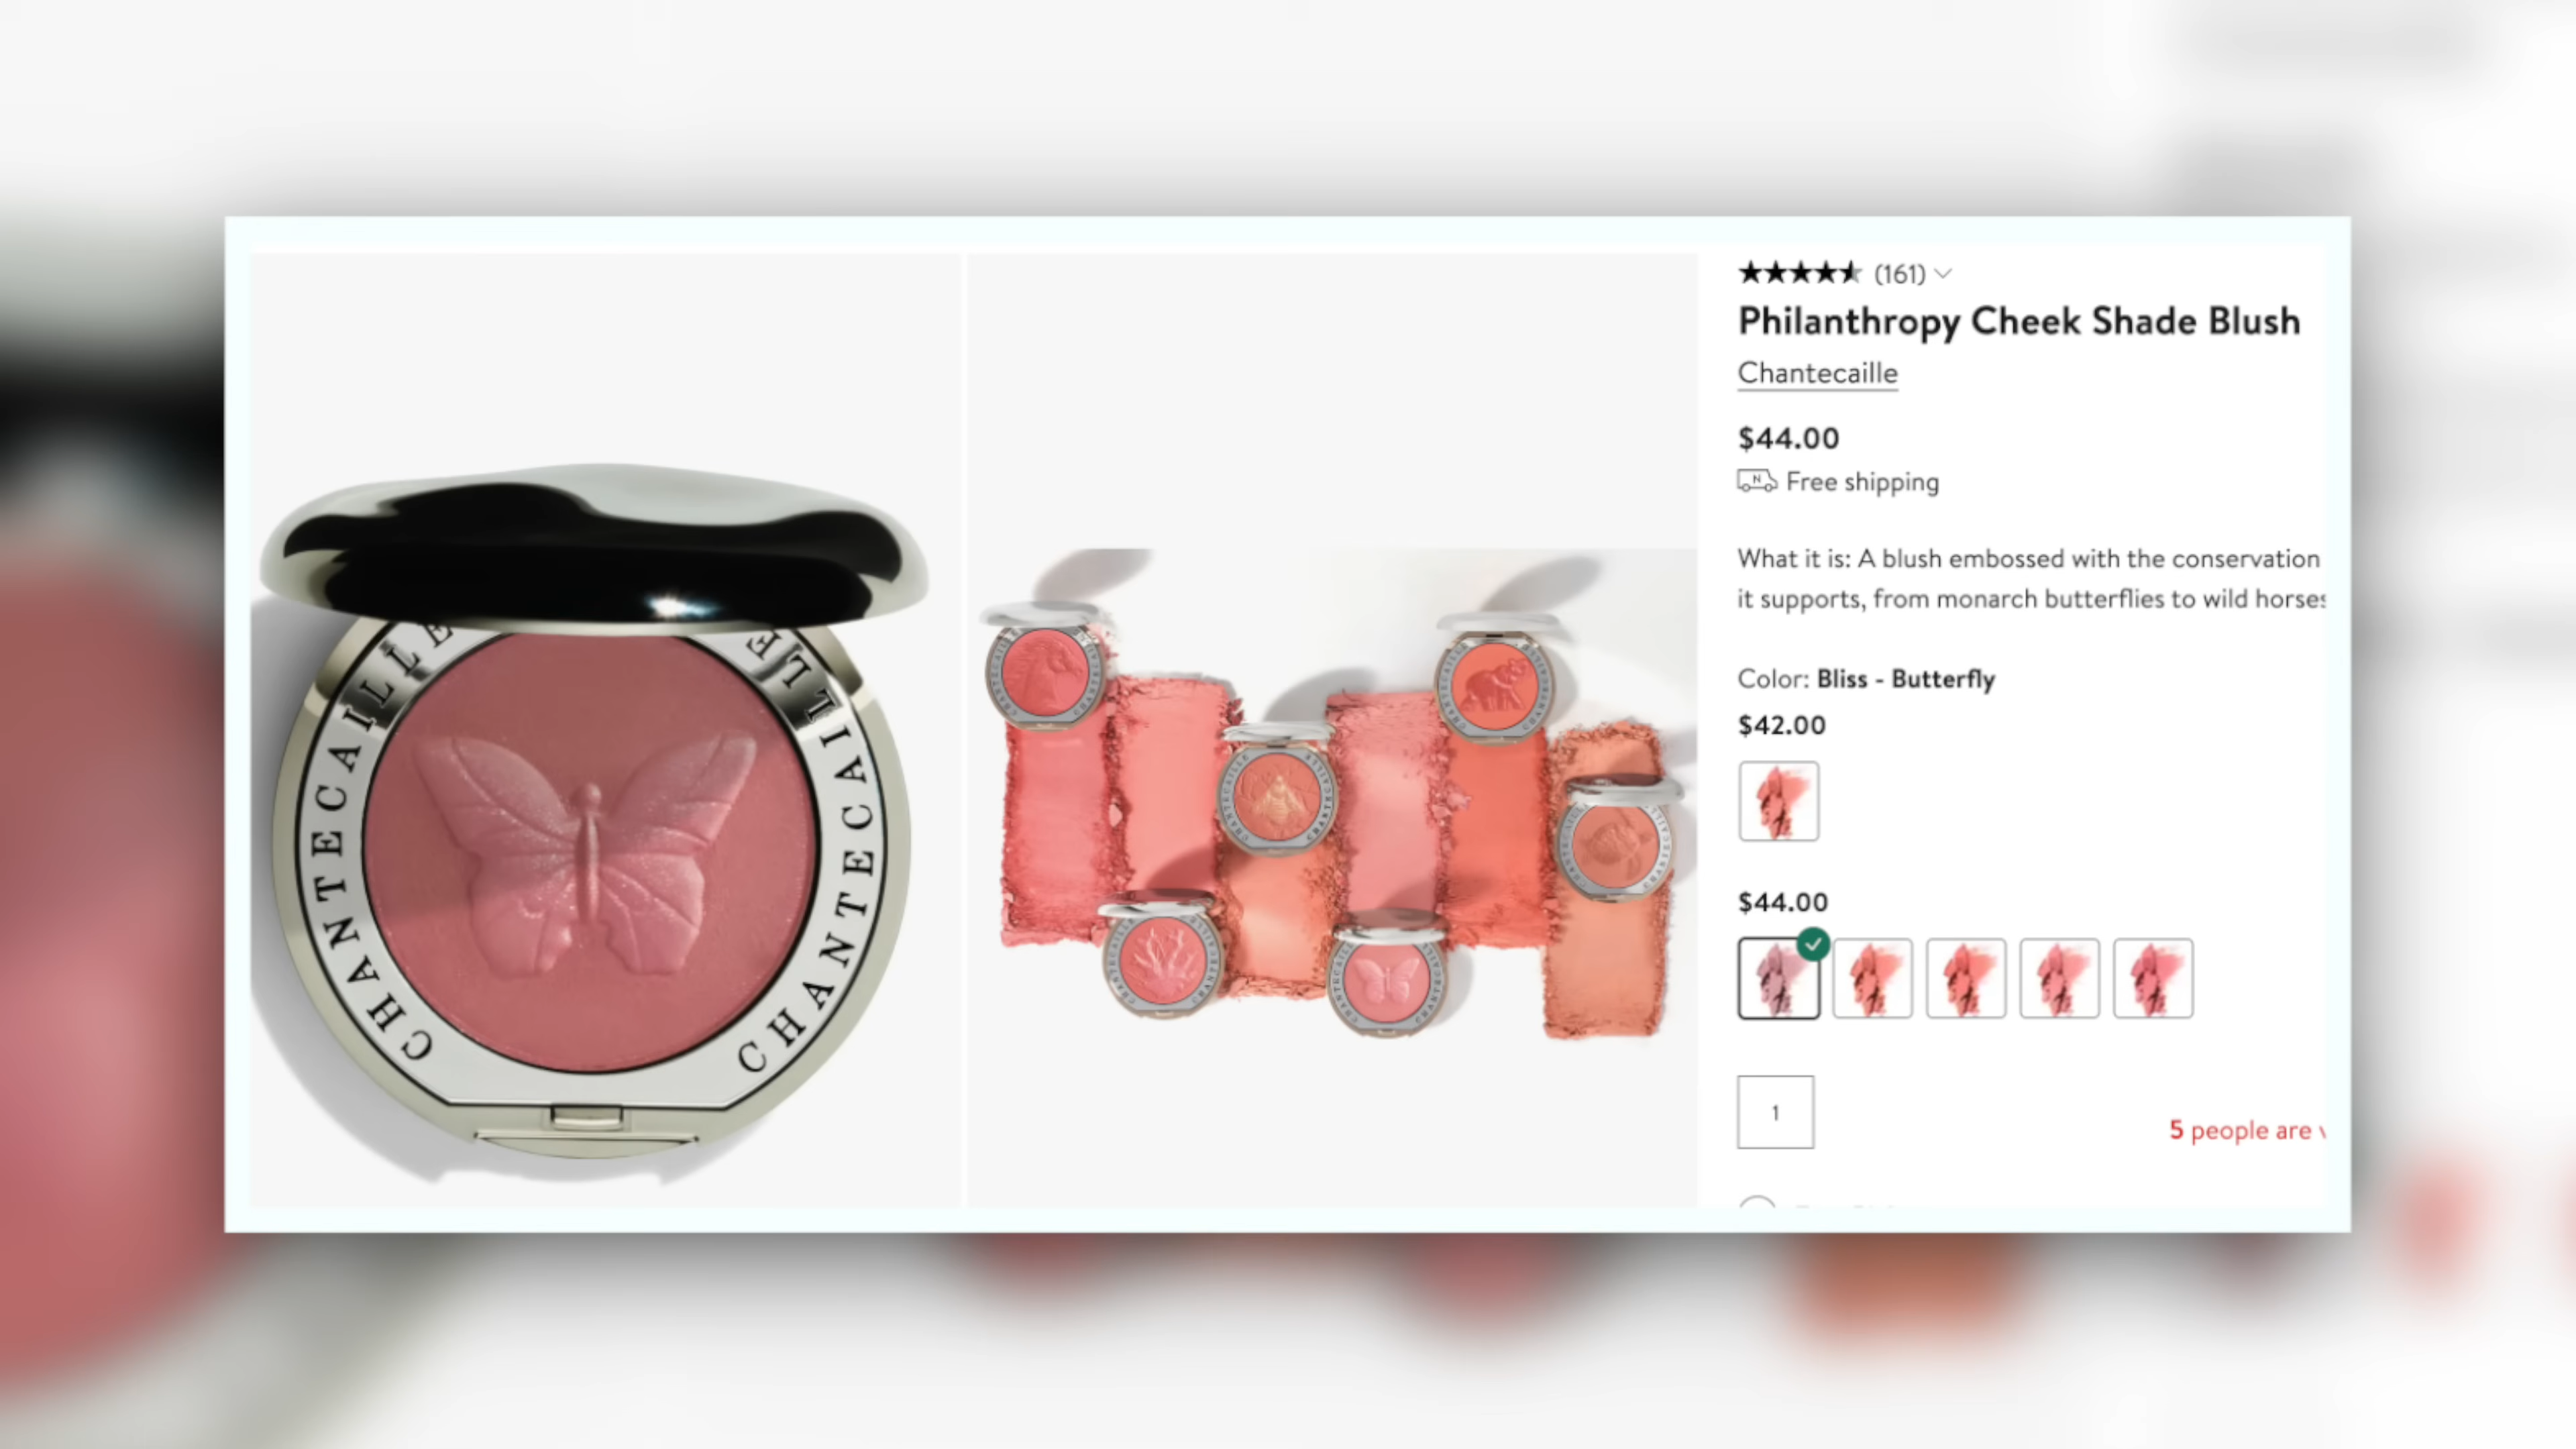 CHANTECAILLE
CHANTECAILLE
(161)
Philanthropy Cheek Shade Blush
Chantecaille
$44.00
N
Free shipping
What it is: A blush embossed with the conservation
it supports, from monarch butterflies to wild horses
Color: Bliss - Butterfly
$42.00
$44.00
1
5 people are